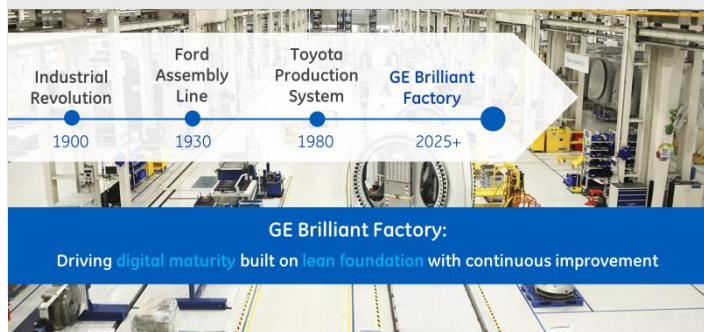 Industrial
Revolution
1900
Ford
Assembly
Line
1930
Toyota
Production
System
1980
GE Brilliant
Factory
2025+
GE Brilliant Factory:
Driving digital maturity built on lean foundation with continuous improvement